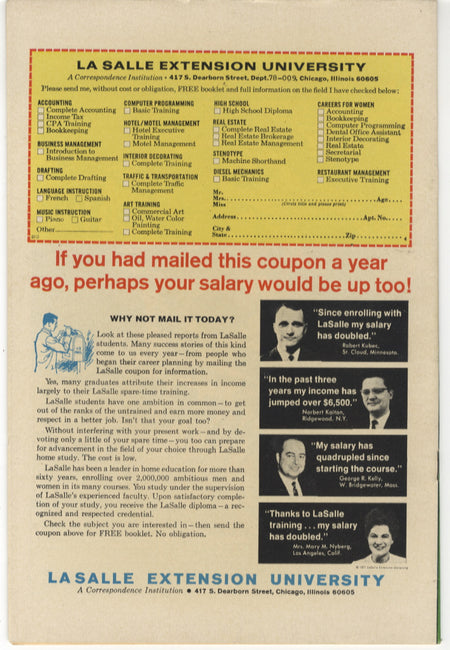 LA SALLE EXTENSION UNIVERSITY
A Correspondence Institution • 417 S. Dearborn Street, Dept. 78-009, Chicago, Illinois 60605
Please send me, without cost or obligation, FREE booklet and full information on the field I have checked below:
ACCOUNTING
Complete Accounting
Income Tax
CPA Training
Bookkeeping
BUSINESS MANAGEMENT
Introduction to
Business Management
DRAFTING
Complete Drafting
LANGUAGE INSTRUCTION
French Spanish
MUSIC INSTRUCTION
Piano Guitar
Other
COMPUTER PROGRAMMING
Basic Training
HOTEL/MOTEL MANAGEMENT
Hotel Executive
Training
Motel Management
INTERIOR DECORATING
Complete Training
TRAFFIC & TRANSPORTATION
Complete Traffic
Management
ART TRAINING
Commercial Art
Oil, Water Color
Painting
Complete Training
HIGH SCHOOL
High School Diploma
REAL ESTATE
Complete Real Estate
Real Estate Brokerage
Real Estate Management
STENOTYPE
Machine Shorthand
DIESEL MECHANICS
Basic Training
CAREERS FOR WOMEN
Accounting
Bookkeeping
Computer Programming
Dental Office Assistant
Interior Decorating
Real Estate
Secretarial
Stenotype
RESTAURANT MANAGEMENT
Executive Training
Mr.
Mrs. Age
Miss (Circle title and please print)
Address Apt. No.
City &
State Zip
If you had mailed this coupon a year
ago, perhaps your salary would be up too!
WHY NOT MAIL IT TODAY?
Look at these pleased reports from LaSalle
students. Many success stories of this kind
come to us every year—from people who
began their career planning by mailing the
LaSalle coupon for information.
Yes, many graduates attribute their increases in income
largely to their LaSalle spare-time training.
LaSalle students have one ambition in common—to get
out of the ranks of the untrained and earn more money and
respect in a better job. Isn't that your goal too?
Without interfering with your present work—and by de-
voting only a little of your spare time—you too can prepare
for advancement in the field of your choice through LaSalle
home study. The cost is low.
LaSalle has been a leader in home education for more than
sixty years, enrolling over 2,000,000 ambitious men and
women in its many courses. You study under the supervision
of LaSalle's experienced faculty. Upon satisfactory comple-
tion of your study, you receive the LaSalle diploma—a rec-
ognized and respected credential.
Check the subject you are interested in—then send the
coupon above for FREE booklet. No obligation.
"Since enrolling with
LaSalle my salary
has doubled."
Robert Kubec,
St. Cloud, Minnesota.
"In the past three
years my income has
jumped over $6,500."
Norbert Kaitan,
Ridgewood, N.Y.
"My salary has
quadrupled since
starting the course."
George R. Kelly,
W. Bridgewater, Mass.
"Thanks to LaSalle
training . . . my salary
has doubled."
Mrs. Mary M. Nyberg,
Los Angeles, Calif.
LA SALLE EXTENSION UNIVERSITY
A Correspondence Institution • 417 S. Dearborn Street, Chicago, Illinois 60605